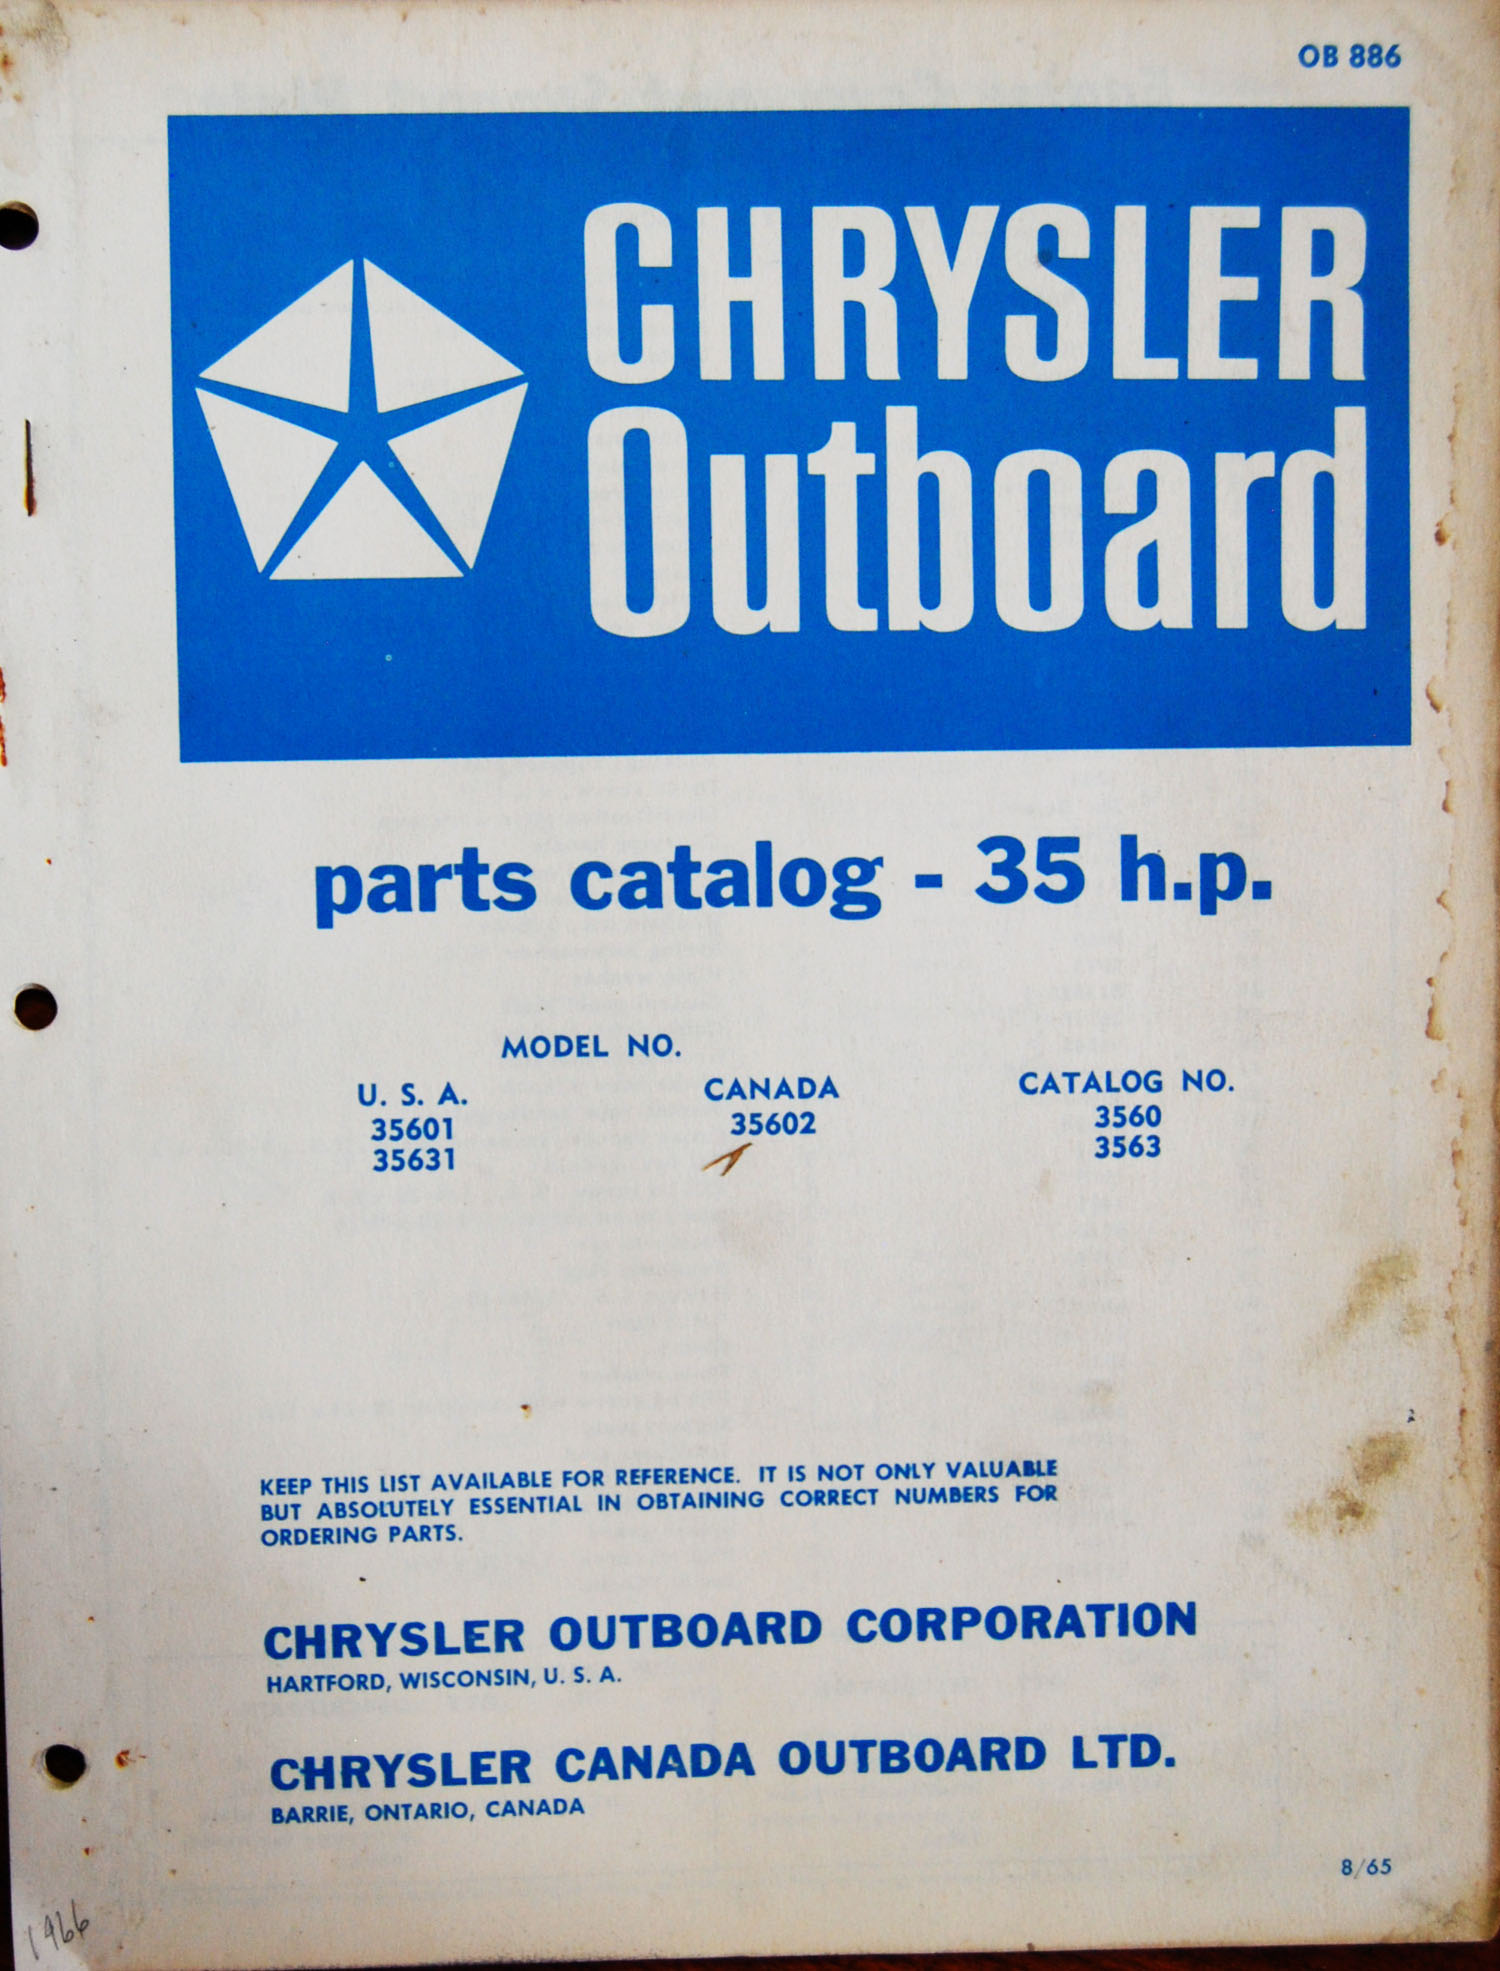 OB 886
CHRYSLER
Outboard
parts catalog - 35 h.p.
MODEL NO.
U. S. A. CANADA CATALOG NO.
35601 35602 3560
35631 3563
KEEP THIS LIST AVAILABLE FOR REFERENCE. IT IS NOT ONLY VALUABLE
BUT ABSOLUTELY ESSENTIAL IN OBTAINING CORRECT NUMBERS FOR
ORDERING PARTS.
CHRYSLER OUTBOARD CORPORATION
HARTFORD, WISCONSIN, U. S. A.
CHRYSLER CANADA OUTBOARD LTD.
BARRIE, ONTARIO, CANADA
8/65
1966